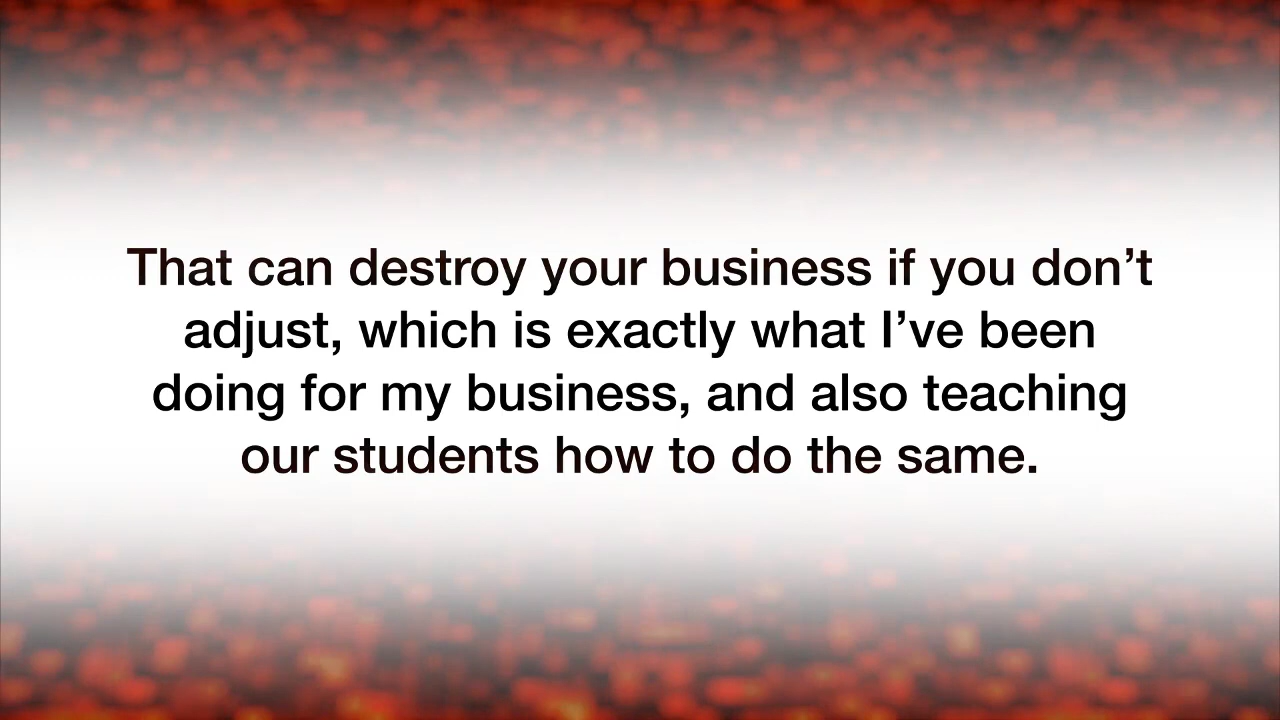 That can destroy your business if you don’t
adjust, which is exactly what I’ve been
doing for my business, and also teaching
our students how to do the same.